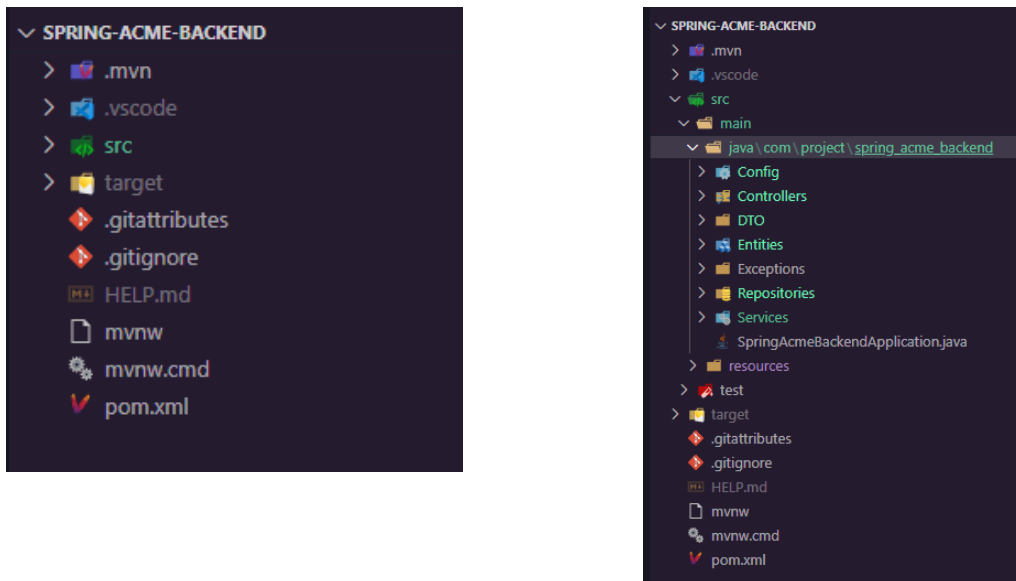 SPRING-ACME-BACKEND
.mvn
.vscode
src
target
.gitattributes
.gitignore
HELP.md
mvnw
mvnw.cmd
pom.xml
SPRING-ACME-BACKEND
.mvn
.vscode
src
main
java\com\project\spring_acme_backend
Config
Controllers
DTO
Entities
Exceptions
Repositories
Services
SpringAcmeBackendApplication.java
resources
test
target
.gitattributes
.gitignore
HELP.md
mvnw
mvnw.cmd
pom.xml